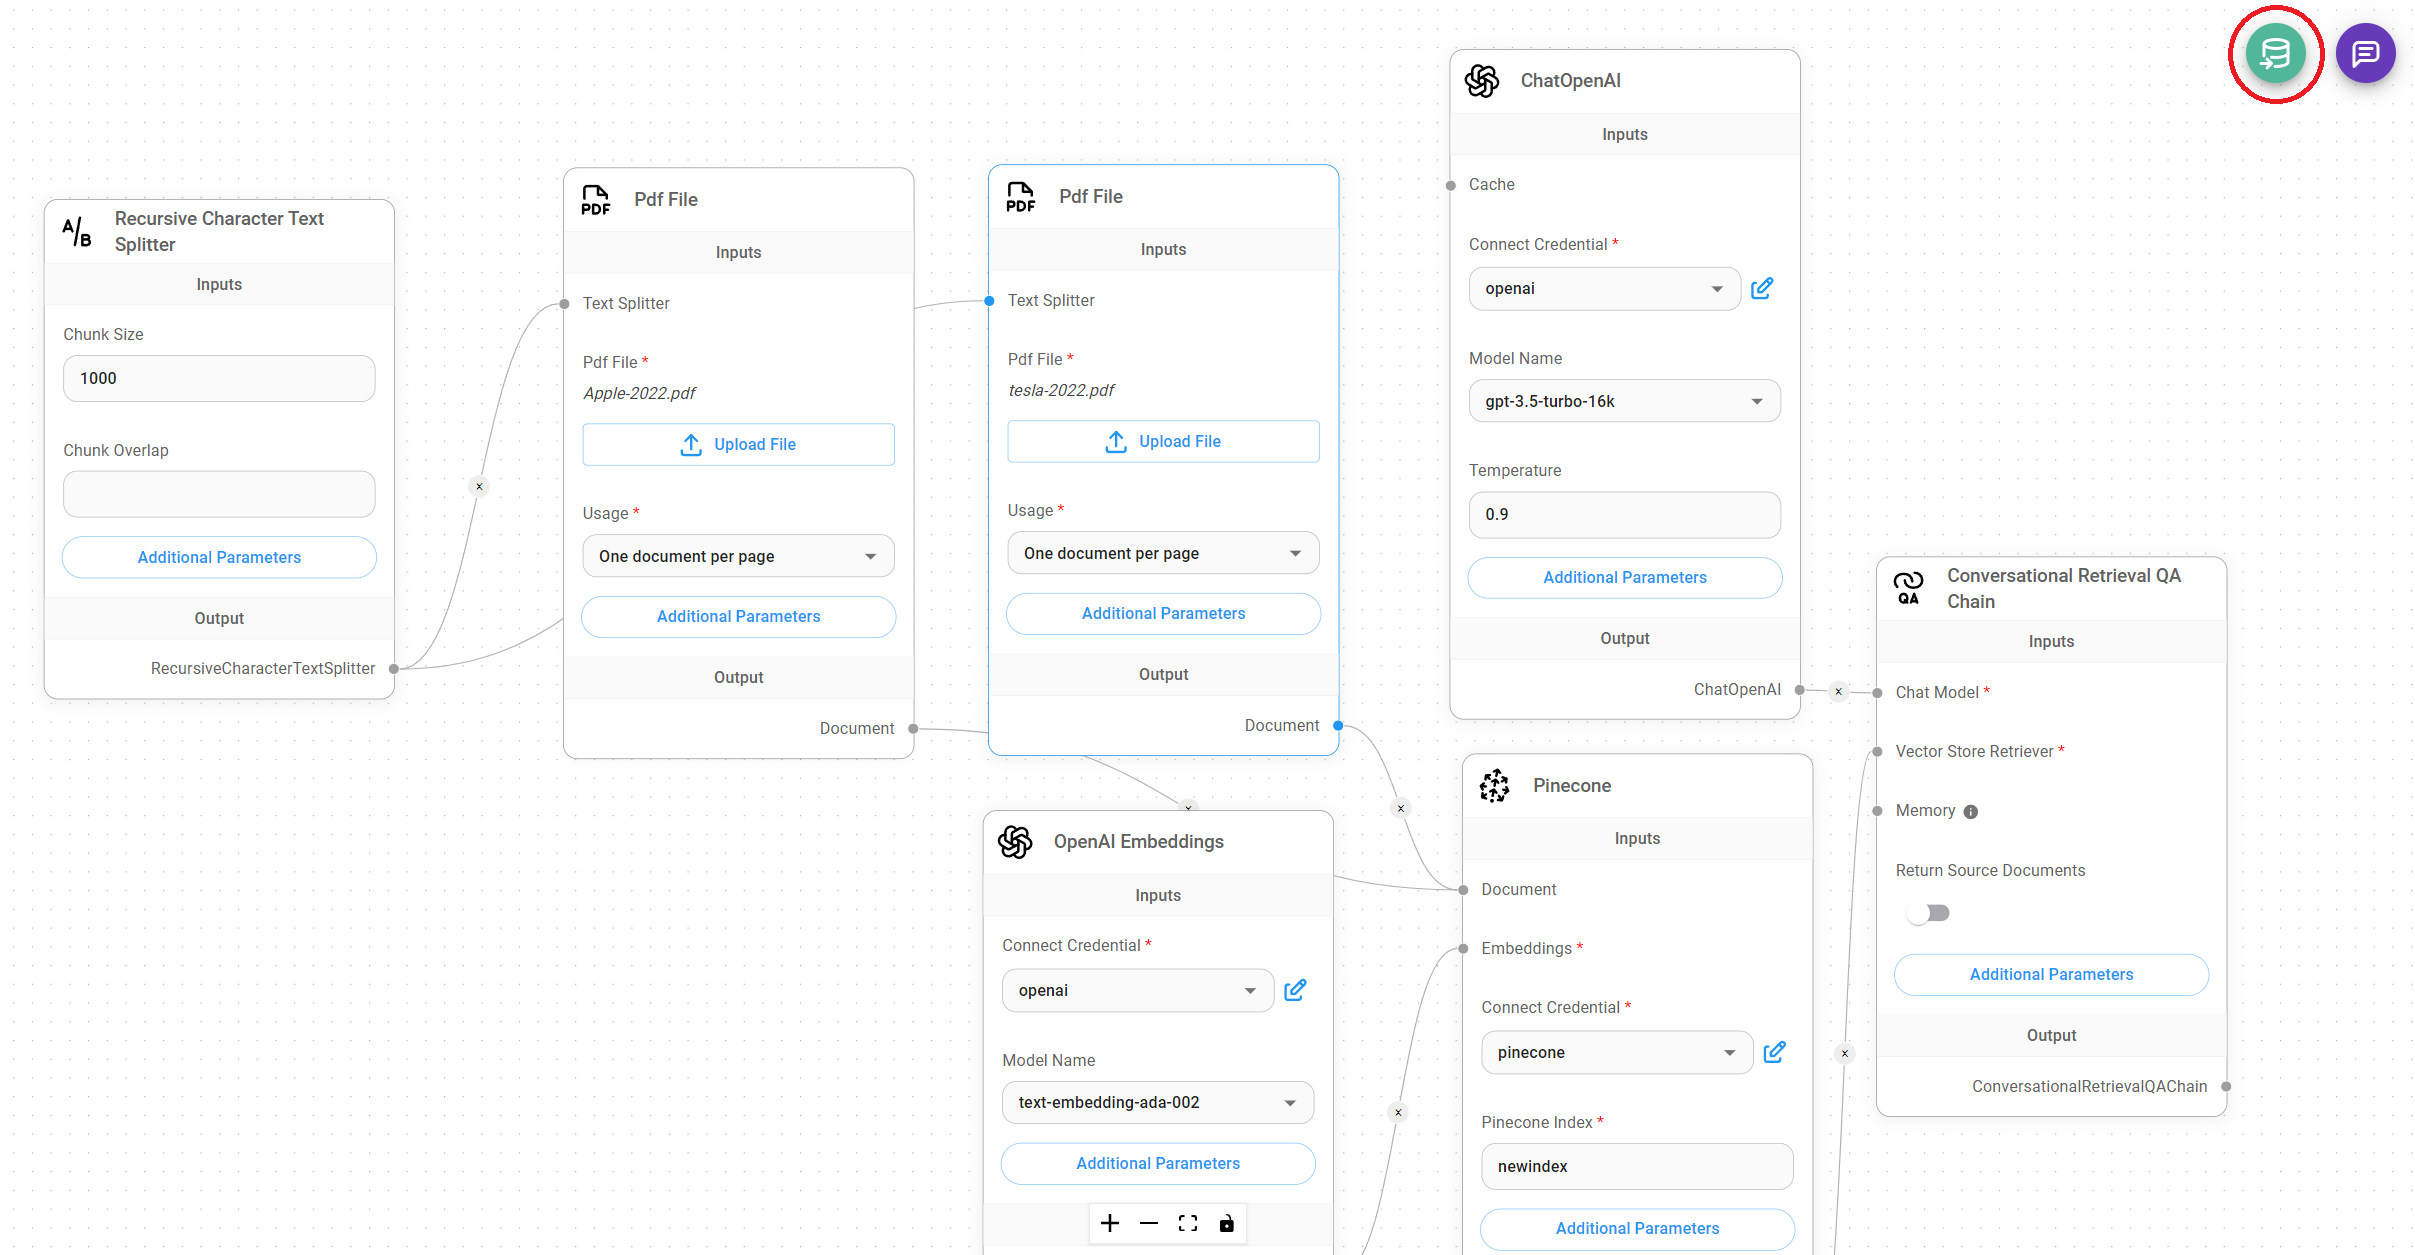 A/B
Recursive Character Text
Splitter
Inputs
Chunk Size
1000
Chunk Overlap
Additional Parameters
Output
RecursiveCharacterTextSplitter
PDF
Pdf File
Inputs
Text Splitter
Pdf File *
Apple-2022.pdf
Upload File
Usage *
One document per page
Additional Parameters
Output
Document
PDF
Pdf File
Inputs
Text Splitter
Pdf File *
tesla-2022.pdf
Upload File
Usage *
One document per page
Additional Parameters
Output
Document
OpenAI Embeddings
Inputs
Connect Credential *
openai
Model Name
text-embedding-ada-002
Additional Parameters
ChatOpenAI
Inputs
Cache
Connect Credential *
openai
Model Name
gpt-3.5-turbo-16k
Temperature
0.9
Additional Parameters
Output
ChatOpenAI
Pinecone
Inputs
Document
Embeddings *
Connect Credential *
pinecone
Pinecone Index *
newindex
Additional Parameters
QA
Conversational Retrieval QA
Chain
Inputs
Chat Model *
Vector Store Retriever *
Memory
Return Source Documents
Additional Parameters
Output
ConversationalRetrievalQAChain